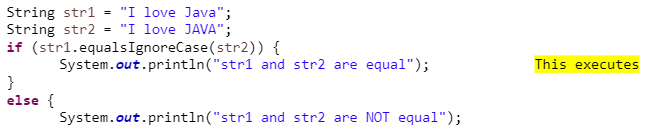 String str1 = "I love Java";
String str2 = "I love JAVA";
if (str1.equalsIgnoreCase(str2)) {
System.out.println("str1 and str2 are equal"); This executes
}
else {
System.out.println("str1 and str2 are NOT equal");